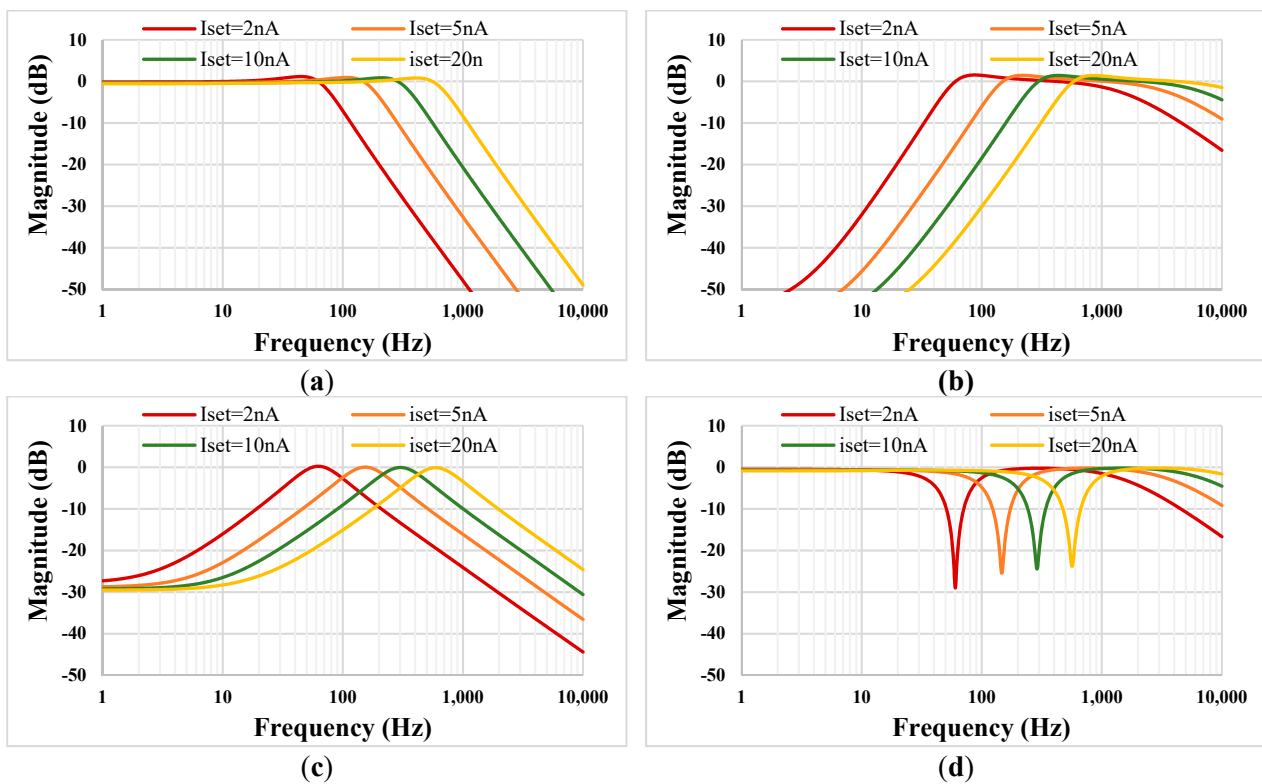 Iset=2nA Iset=5nA
Iset=10nA iset=20n
10
0
-10
-20
-30
-40
-50
Magnitude (dB)
1 10 100 1,000 10,000
Frequency (Hz)
(a)
Iset=2nA Iset=5nA
Iset=10nA Iset=20nA
10
0
-10
-20
-30
-40
-50
Magnitude (dB)
1 10 100 1,000 10,000
Frequency (Hz)
(b)
Iset=2nA iset=5nA
Iset=10nA iset=20nA
10
0
-10
-20
-30
-40
-50
Magnitude (dB)
1 10 100 1,000 10,000
Frequency (Hz)
(c)
Iset=2nA iset=5nA
iset=10nA Iset=20nA
10
0
-10
-20
-30
-40
-50
Magnitude (dB)
1 10 100 1,000 10,000
Frequency (Hz)
(d)